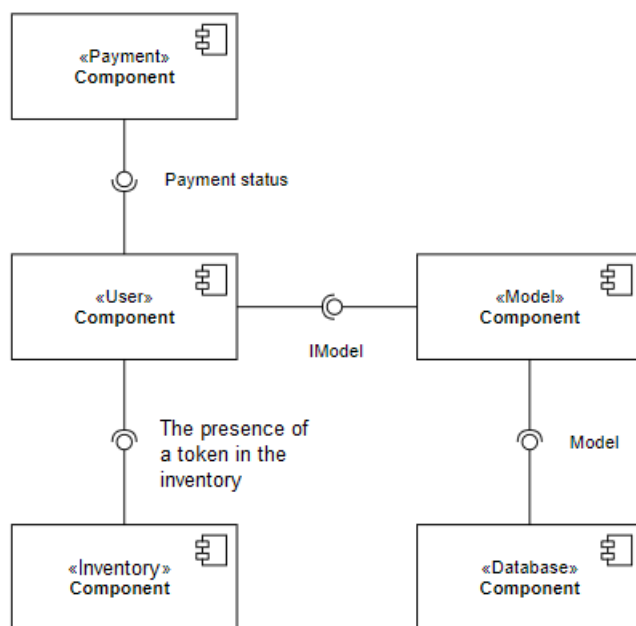 «Payment»
Component
Payment status
«User»
Component
«Model»
Component
IModel
The presence of
a token in the
inventory
Model
«Inventory»
Component
«Database»
Component